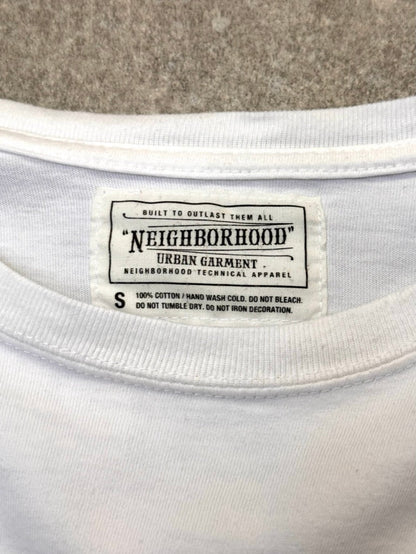 BUILT TO OUTLAST THEM ALL
"NEIGHBORHOOD"
URBAN GARMENT
NEIGHBORHOOD TECHNICAL APPAREL
S 100% COTTON / HAND WASH COLD. DO NOT BLEACH.
DO NOT TUMBLE DRY. DO NOT IRON DECORATION.